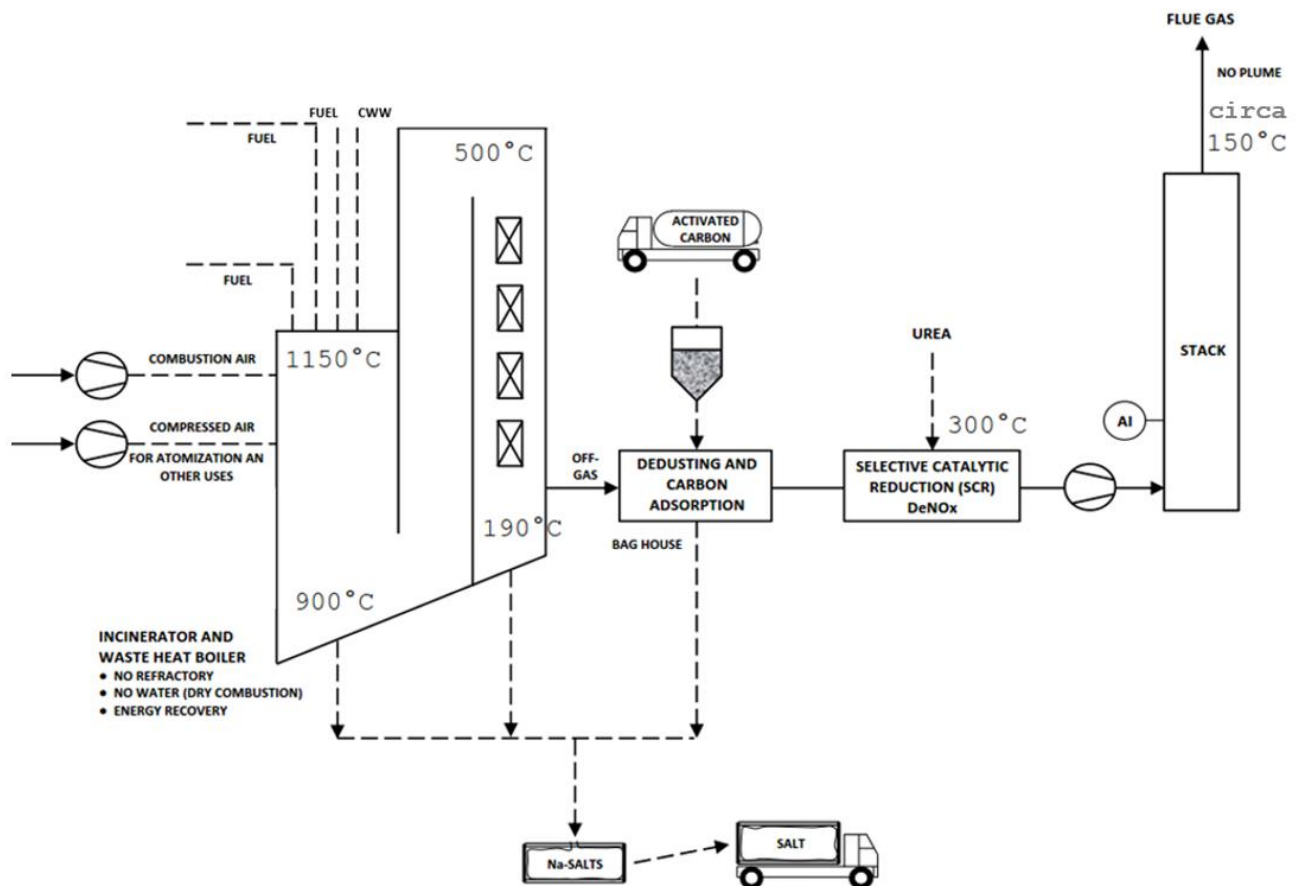 FLUE GAS
NO PLUME
circa
150°C
FUEL
CWW
FUEL
500°C
ACTIVATED
CARBON
FUEL
UREA
COMBUSTION AIR
1150°C
STACK
COMPRESSED AIR
FOR ATOMIZATION AN
OTHER USES
300°C
AI
OFF-
GAS
DEDUSTING AND
CARBON
ADSORPTION
SELECTIVE CATALYTIC
REDUCTION (SCR)
DeNOx
190°C
BAG HOUSE
900°C
INCINERATOR AND
WASTE HEAT BOILER
● NO REFRACTORY
● NO WATER (DRY COMBUSTION)
● ENERGY RECOVERY
Na-SALTS
SALT